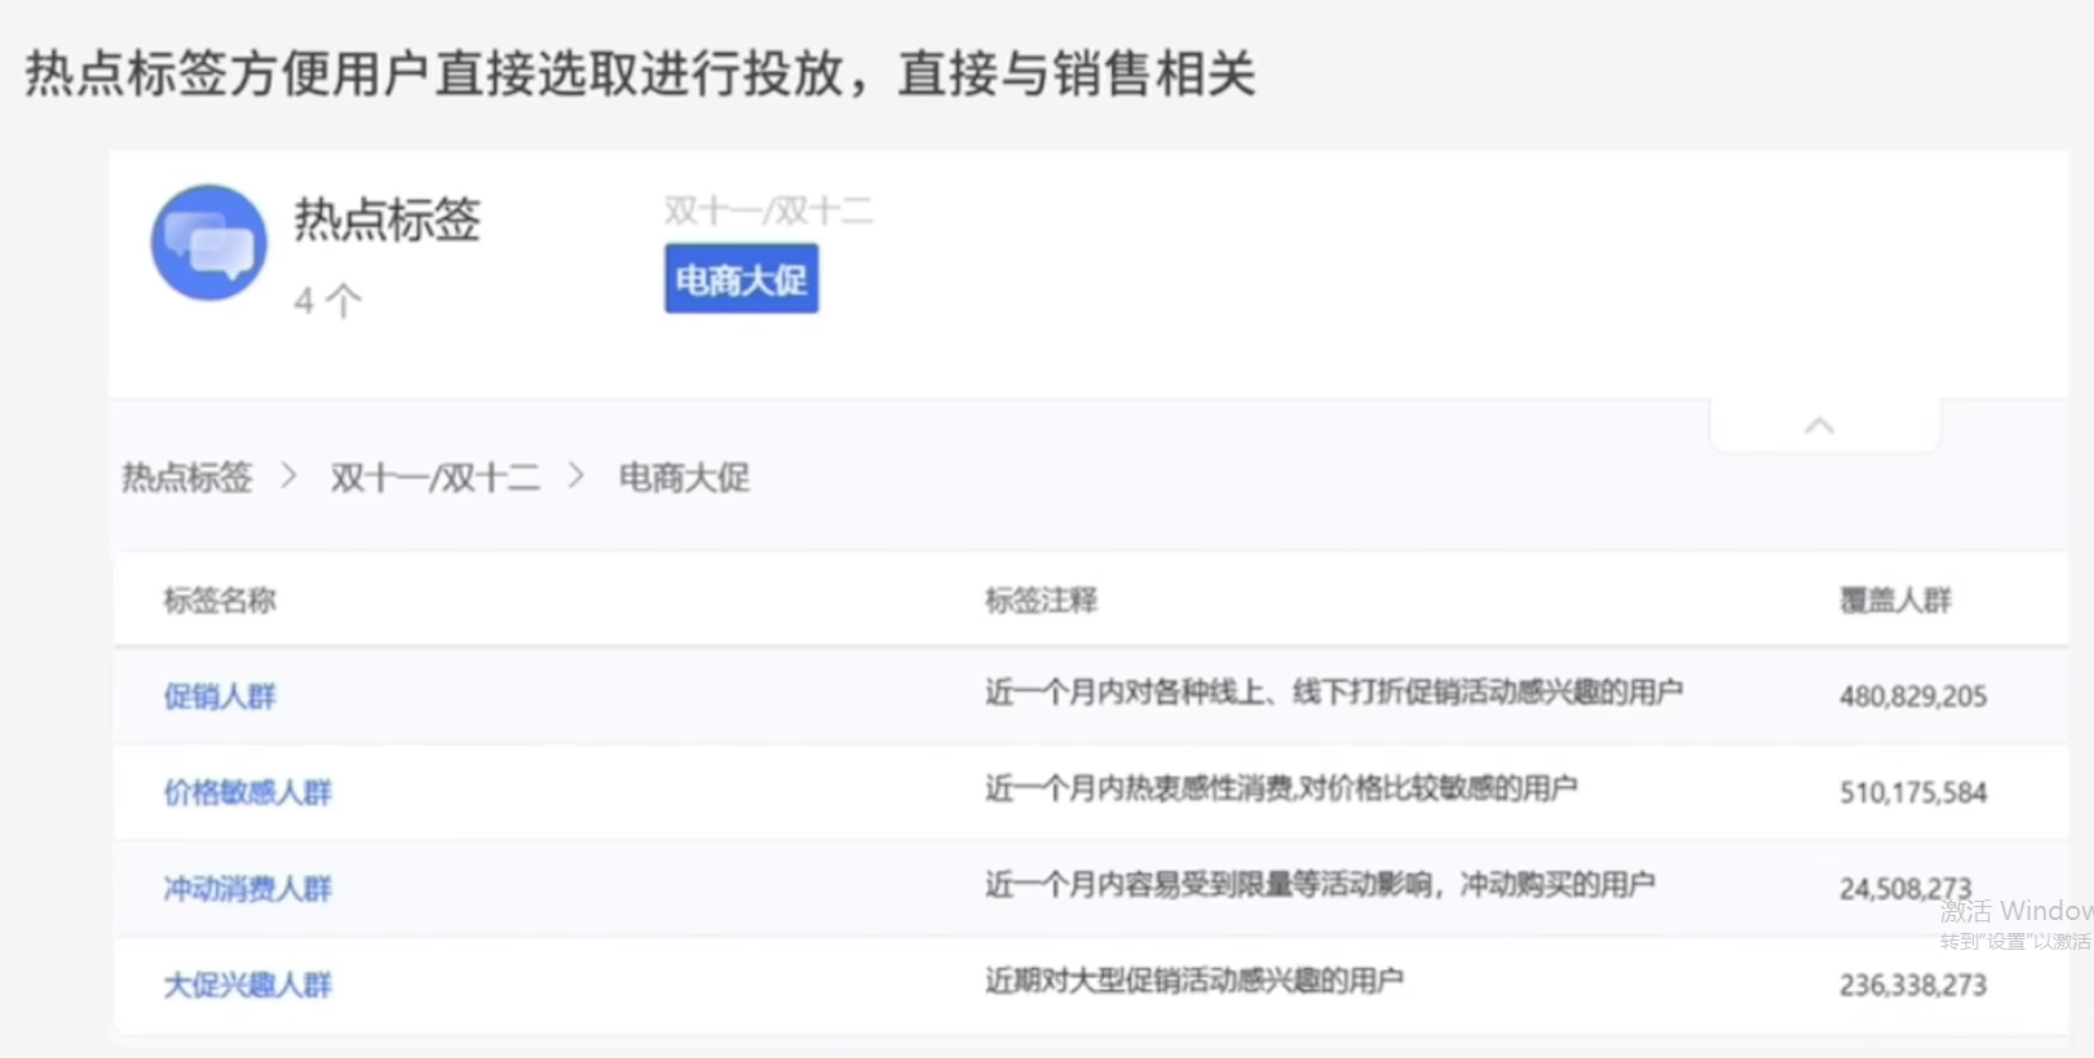 热点标签方便用户直接选取进行投放，直接与销售相关
热点标签
4 个
双十一/双十二
电商大促
热点标签 > 双十一/双十二 > 电商大促
标签名称 标签注释 覆盖人群
促销人群 近一个月内对各种线上、线下打折促销活动感兴趣的用户 480,829,205
价格敏感人群 近一个月内热衷感性消费,对价格比较敏感的用户 510,175,584
冲动消费人群 近一个月内容易受到限量等活动影响，冲动购买的用户 24,508,273
激活 Window
转到"设置"以激活
大促兴趣人群 近期对大型促销活动感兴趣的用户 236,338,273